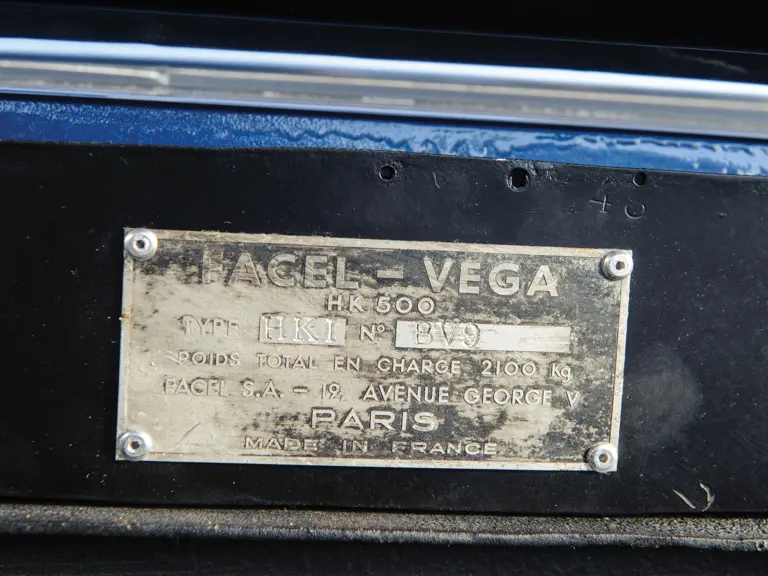 FACEL - VEGA
HK 500
TYPE HK1 N° BV9
POIDS TOTAL EN CHARGE 2100 Kg
FACEL S.A. - 19, AVENUE GEORGE V
PARIS
MADE IN FRANCE